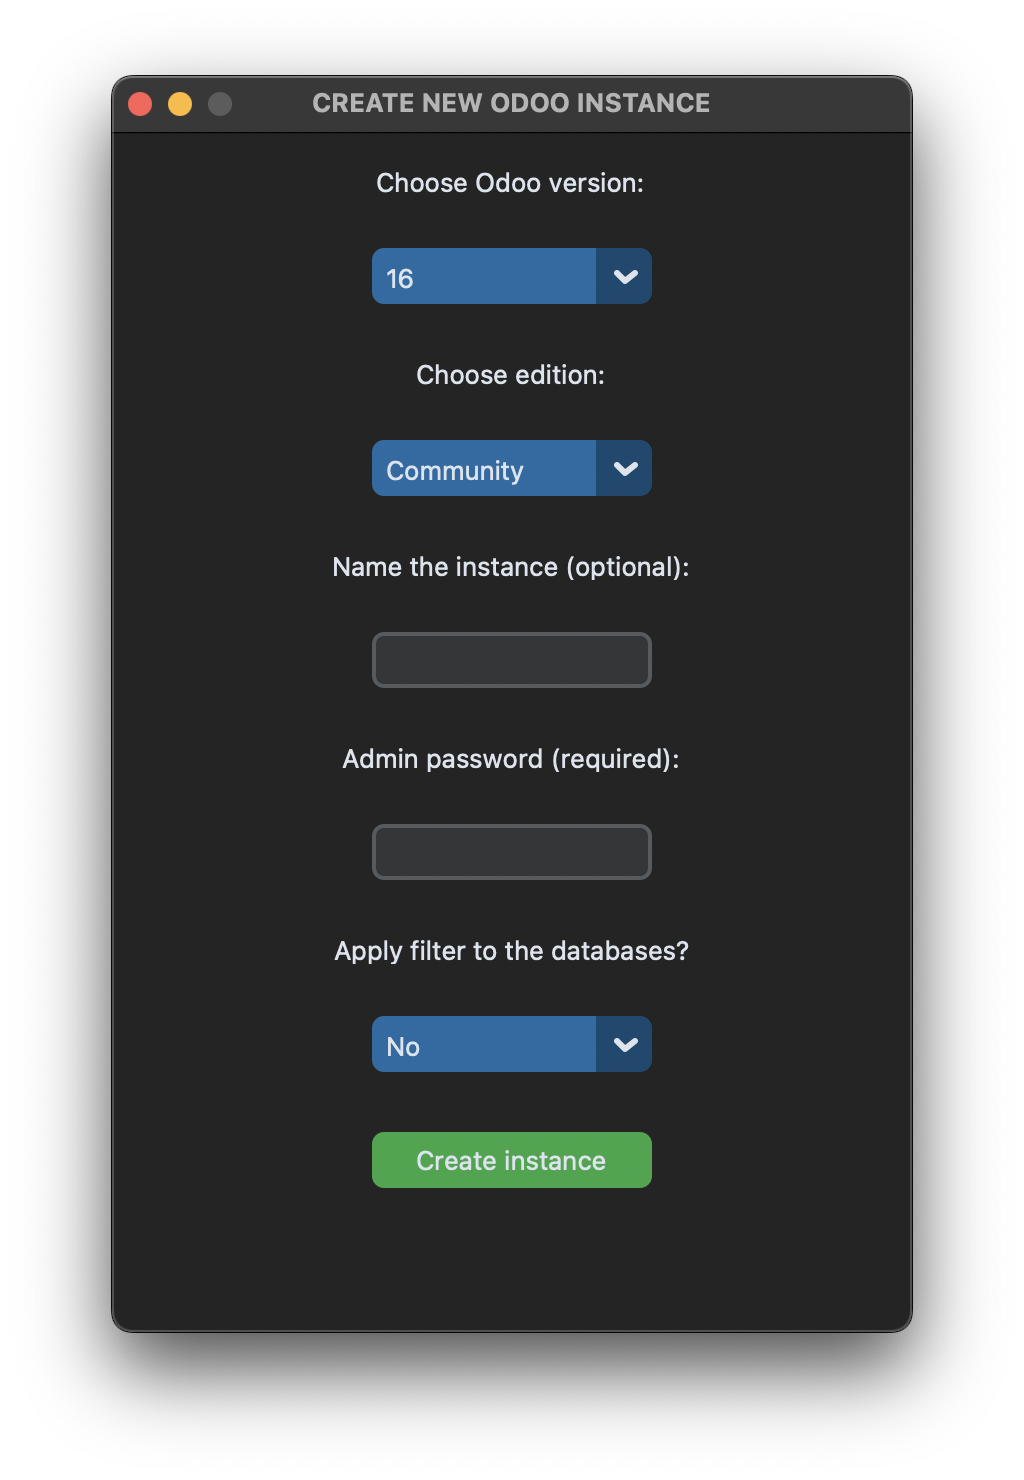 CREATE NEW ODOO INSTANCE
Choose Odoo version:
16
Choose edition:
Community
Name the instance (optional):
Admin password (required):
Apply filter to the databases?
No
Create instance